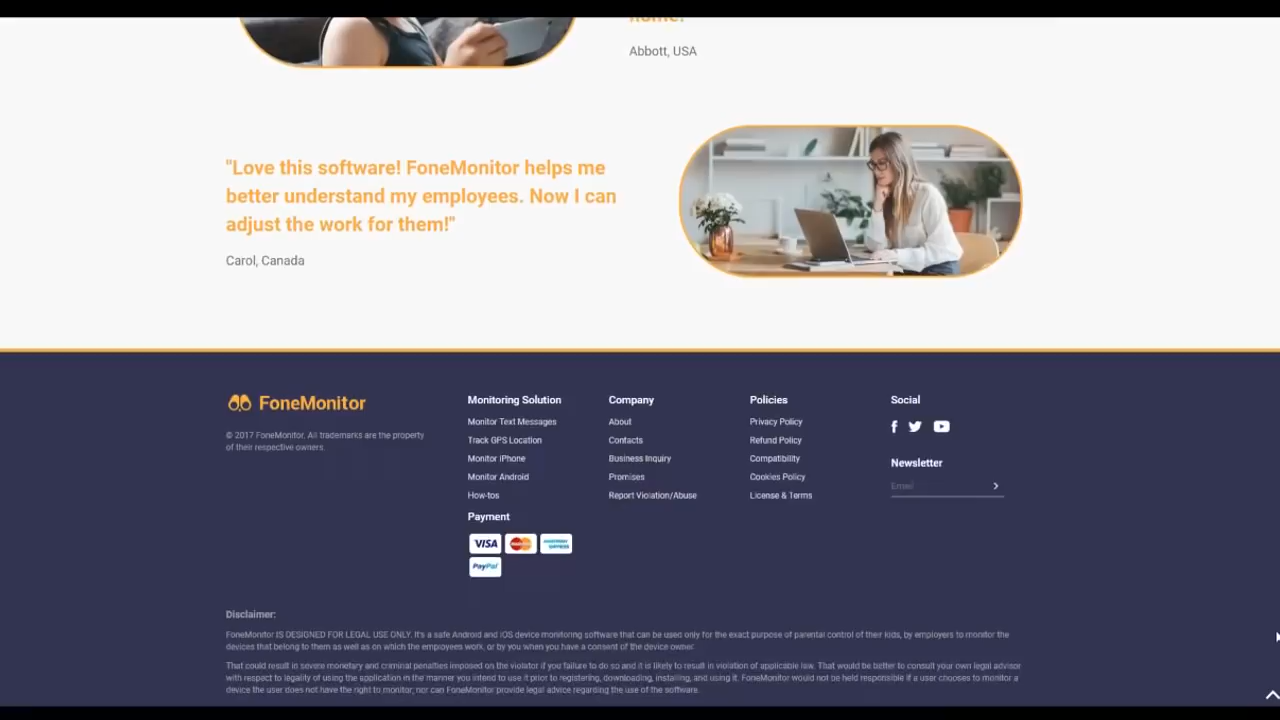 home!"
Abbott, USA
"Love this software! FoneMonitor helps me
better understand my employees. Now I can
adjust the work for them!"
Carol, Canada
FoneMonitor
© 2017 FoneMonitor. All trademarks are the property
of their respective owners.
Monitoring Solution
Monitor Text Messages
Track GPS Location
Monitor iPhone
Monitor Android
How-tos
Payment
VISA
PayPal
Company
About
Contacts
Business Inquiry
Promises
Report Violation/Abuse
Policies
Privacy Policy
Refund Policy
Compatibility
Cookies Policy
License & Terms
Social
Newsletter
Email
Disclaimer:
FoneMonitor IS DESIGNED FOR LEGAL USE ONLY. It's a safe Android and iOS device monitoring software that can be used only for the exact purpose of parental control of their kids, by employers to monitor the
devices that belong to them as well as on which the employees work, or by you when you have a consent of the device owner.
That could result in severe monetary and criminal penalties imposed on the violator if you failure to do so and it is likely to result in violation of applicable law. That would be better to consult your own legal advisor
with respect to legality of using the application in the manner you intend to use it prior to registering, downloading, installing, and using it. FoneMonitor would not be held responsible if a user chooses to monitor a
device the user does not have the right to monitor; nor can FoneMonitor provide legal advice regarding the use of the software.